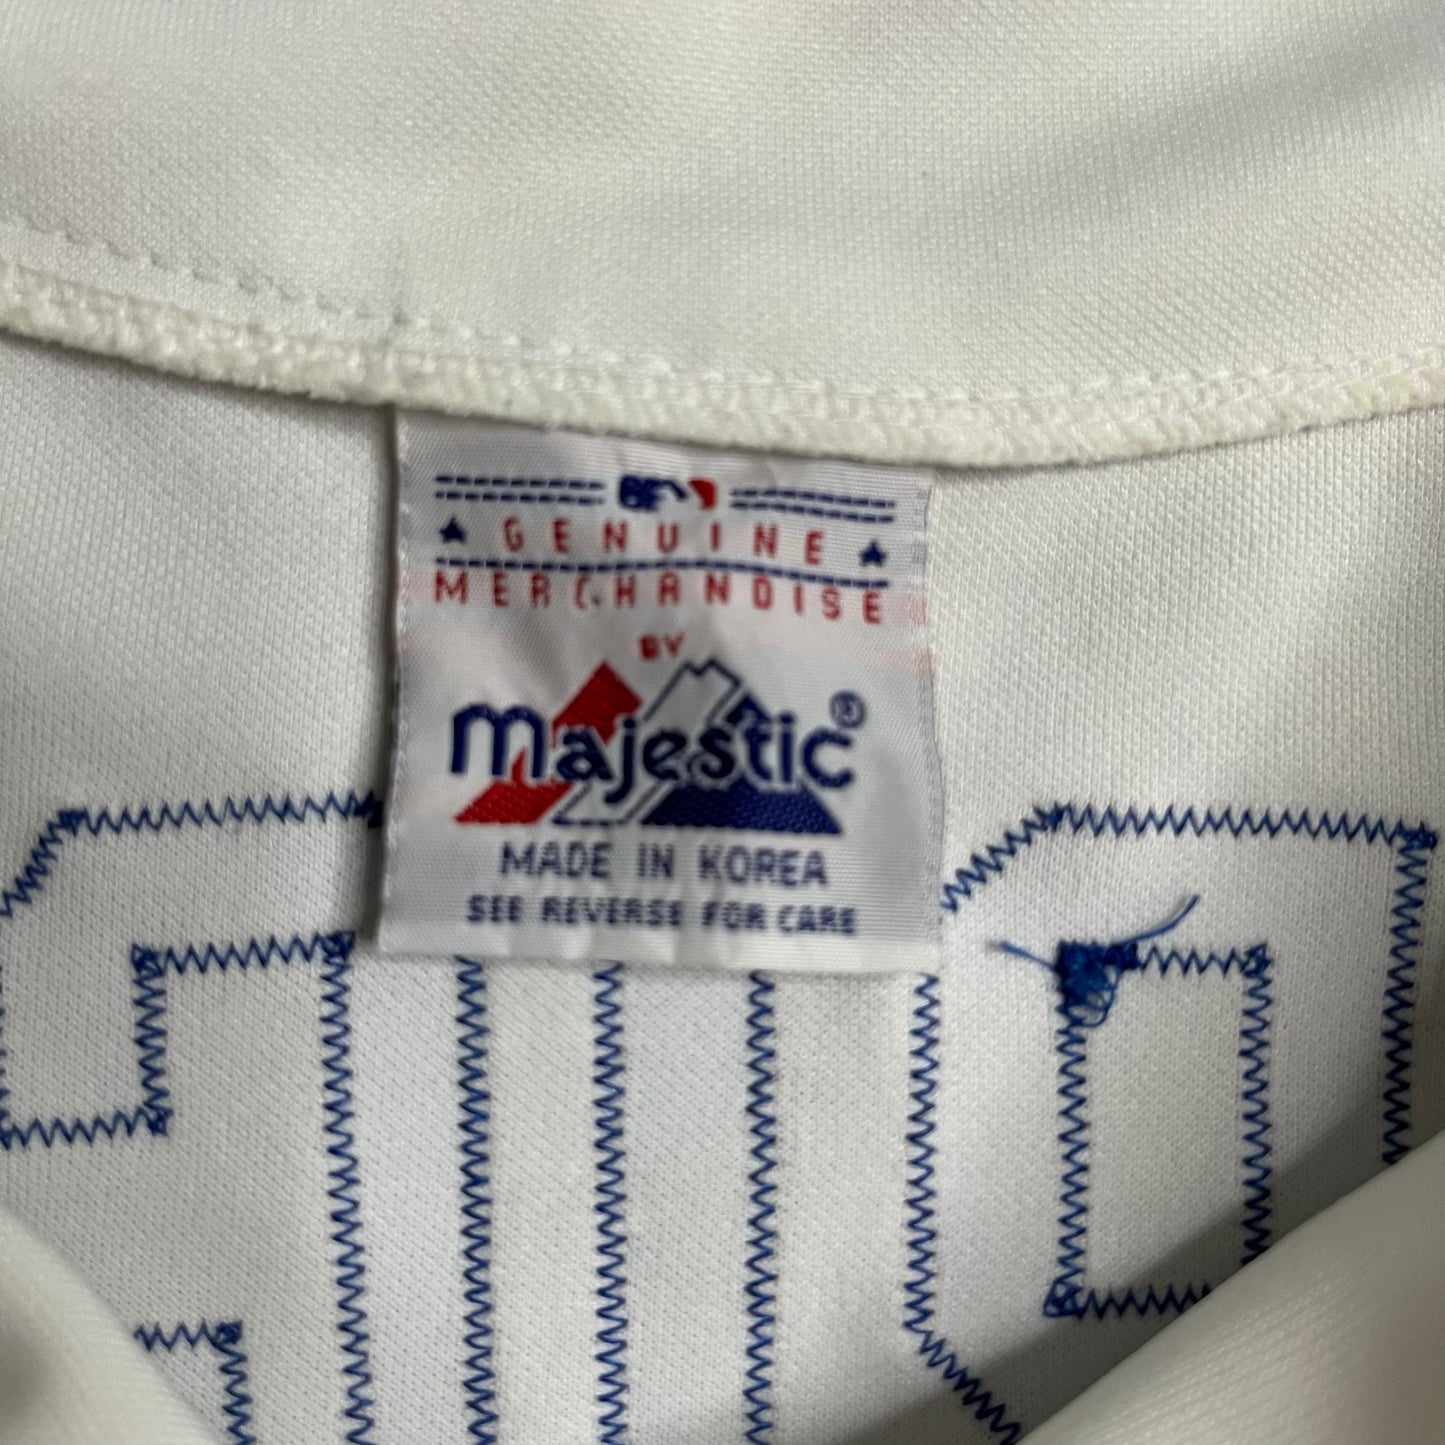 GENUINE
MERCHANDISE
BY
majestic®
MADE IN KOREA
SEE REVERSE FOR CARE